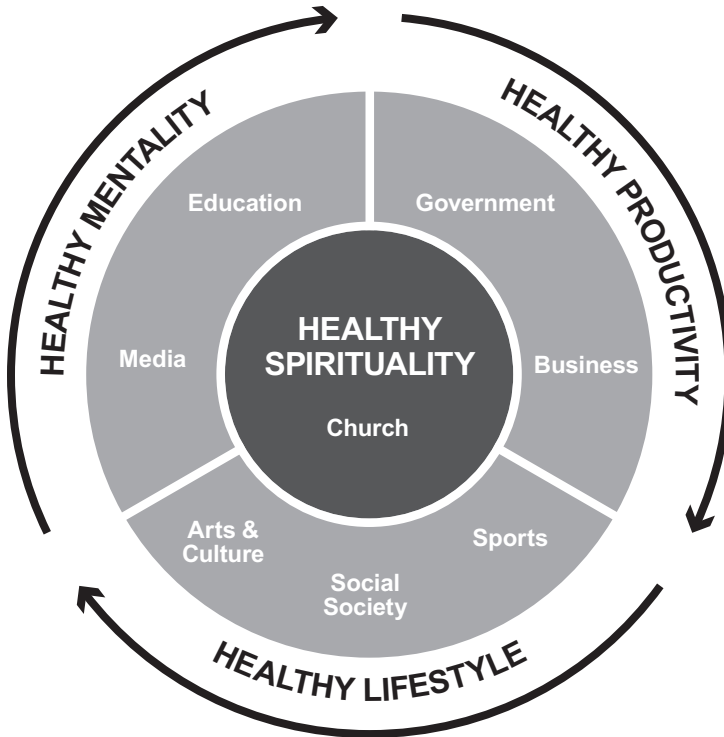 HEALTHY MENTALITY
HEALTHY PRODUCTIVITY
Education
Government
HEALTHY
SPIRITUALITY
Church
Media
Business
Arts &
Culture
Social
Society
Sports
HEALTHY LIFESTYLE